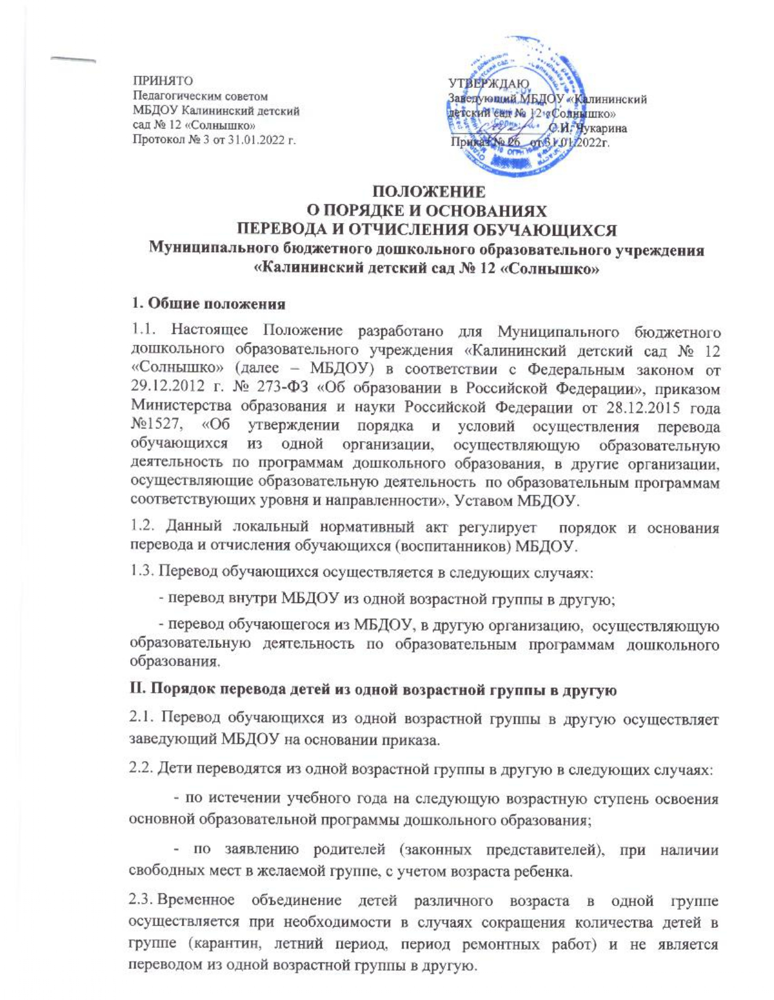 ПРИНЯТО
Педагогическим советом
МБДОУ Калининский детский
сад № 12 «Солнышко»
Протокол № 3 от 31.01.2022 г.
УТВЕРЖДАЮ
Заведующий МБДОУ «Калининский
детский сад № 12 «Солнышко»
С.И. Чукарина
Приказ № 26 от 31.01.2022г.
ПОЛОЖЕНИЕ
О ПОРЯДКЕ И ОСНОВАНИЯХ
ПЕРЕВОДА И ОТЧИСЛЕНИЯ ОБУЧАЮЩИХСЯ
Муниципального бюджетного дошкольного образовательного учреждения
«Калининский детский сад № 12 «Солнышко»
1. Общие положения
1.1. Настоящее Положение разработано для Муниципального бюджетного
дошкольного образовательного учреждения «Калининский детский сад № 12
«Солнышко» (далее – МБДОУ) в соответствии с Федеральным законом от
29.12.2012 г. № 273-ФЗ «Об образовании в Российской Федерации», приказом
Министерства образования и науки Российской Федерации от 28.12.2015 года
№1527, «Об утверждении порядка и условий осуществления перевода
обучающихся из одной организации, осуществляющую образовательную
деятельность по программам дошкольного образования, в другие организации,
осуществляющие образовательную деятельность по образовательным программам
соответствующих уровня и направленности», Уставом МБДОУ.
1.2. Данный локальный нормативный акт регулирует порядок и основания
перевода и отчисления обучающихся (воспитанников) МБДОУ.
1.3. Перевод обучающихся осуществляется в следующих случаях:
- перевод внутри МБДОУ из одной возрастной группы в другую;
- перевод обучающегося из МБДОУ, в другую организацию, осуществляющую
образовательную деятельность по образовательным программам дошкольного
образования.
II. Порядок перевода детей из одной возрастной группы в другую
2.1. Перевод обучающихся из одной возрастной группы в другую осуществляет
заведующий МБДОУ на основании приказа.
2.2. Дети переводятся из одной возрастной группы в другую в следующих случаях:
- по истечении учебного года на следующую возрастную ступень освоения
основной образовательной программы дошкольного образования;
- по заявлению родителей (законных представителей), при наличии
свободных мест в желаемой группе, с учетом возраста ребенка.
2.3. Временное объединение детей различного возраста в одной группе
осуществляется при необходимости в случаях сокращения количества детей в
группе (карантин, летний период, период ремонтных работ) и не является
переводом из одной возрастной группы в другую.